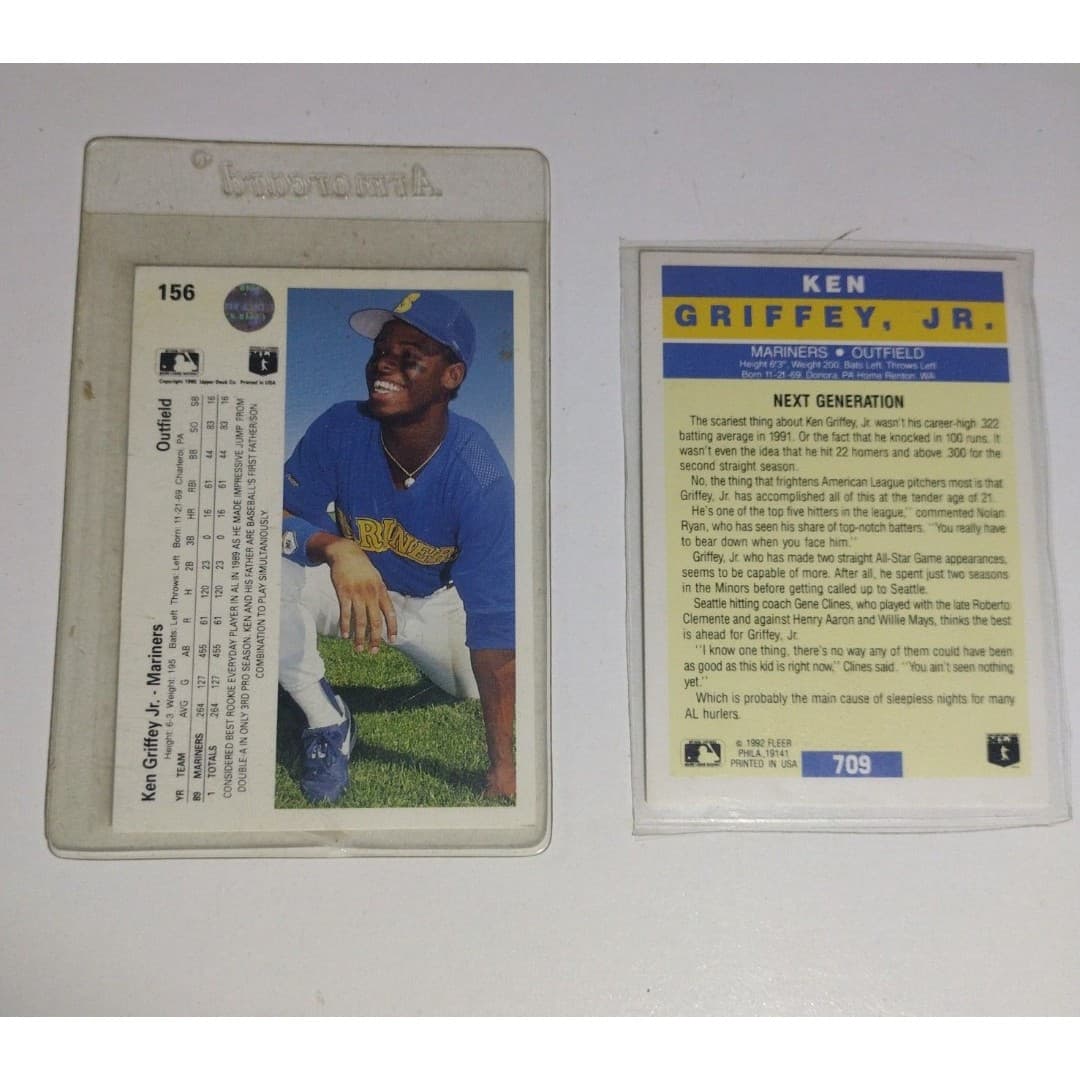 Armorcard®
156
Copyright 1990 Upper Deck Co. Printed in USA
Ken Griffey Jr. - Mariners Outfield
Height: 6-3 Weight: 195 Bats: Left Throws: Left Born: 11-21-69, Charleroi, PA
YR TEAM AVG G AB R H 2B 3B HR RBI BB SO SB
89 MARINERS .264 127 455 61 120 23 0 16 61 44 83 16
1 TOTALS .264 127 455 61 120 23 0 16 61 44 83 16
CONSIDERED BEST ROOKIE EVERYDAY PLAYER IN AL IN 1989 AS HE MADE IMPRESSIVE JUMP FROM
DOUBLE-A IN ONLY 3RD PRO SEASON. KEN AND HIS FATHER ARE BASEBALL'S FIRST FATHER/SON
COMBINATION TO PLAY SIMULTANIOUSLY.
MARINERS
KEN
GRIFFEY, JR.
MARINERS ● OUTFIELD
Height 6'3", Weight 200, Bats Left, Throws Left
Born 11-21-69, Donora, PA Home Renton, WA
NEXT GENERATION
The scariest thing about Ken Griffey, Jr. wasn't his career-high .322
batting average in 1991. Or the fact that he knocked in 100 runs. It
wasn't even the idea that he hit 22 homers and above .300 for the
second straight season.
No, the thing that frightens American League pitchers most is that
Griffey, Jr. has accomplished all of this at the tender age of 21.
He's one of the top five hitters in the league," commented Nolan
Ryan, who has seen his share of top-notch batters. "You really have
to bear down when you face him."
Griffey, Jr. who has made two straight All-Star Game appearances,
seems to be capable of more. After all, he spent just two seasons
in the Minors before getting called up to Seattle.
Seattle hitting coach Gene Clines, who played with the late Roberto
Clemente and against Henry Aaron and Willie Mays, thinks the best
is ahead for Griffey, Jr.
"I know one thing, there's no way any of them could have been
as good as this kid is right now," Clines said. "You ain't seen nothing
yet."
Which is probably the main cause of sleepless nights for many
AL hurlers.
© 1992 FLEER
PHILA., 19141
PRINTED IN USA
709